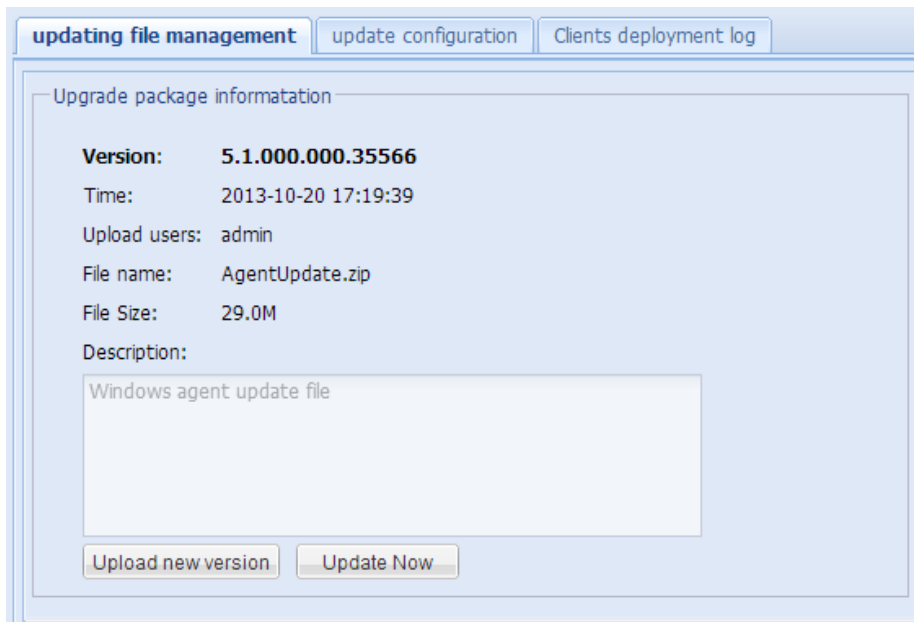 updating file management update configuration Clients deployment log
Upgrade package informatation
Version: 5.1.000.000.35566
Time: 2013-10-20 17:19:39
Upload users: admin
File name: AgentUpdate.zip
File Size: 29.0M
Description:
Windows agent update file
Upload new version Update Now